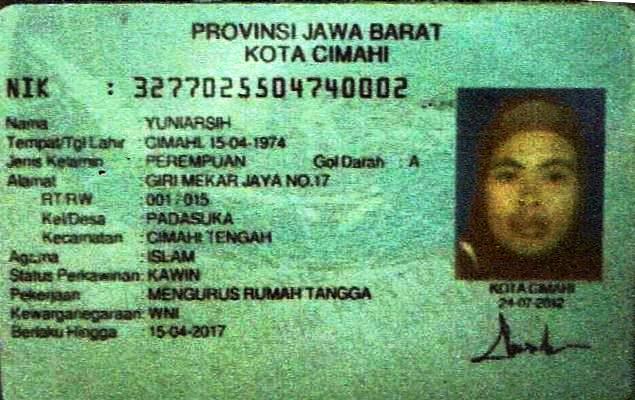 PROVINSI JAWA BARAT
KOTA CIMAHI
NIK : 3277025504740002
Nama : YUNIARSIH
Tempat/Tgl Lahir : CIMAHI, 15-04-1974
Jenis Kelamin : PEREMPUAN Gol Darah : A
Alamat : GIRI MEKAR JAYA NO.17
RT/RW : 001 / 015
Kel/Desa : PADASUKA
Kecamatan : CIMAHI TENGAH
Agama : ISLAM
Status Perkawinan: KAWIN
Pekerjaan : MENGURUS RUMAH TANGGA
Kewarganegaraan: WNI
Berlaku Hingga : 15-04-2017
KOTA CIMAHI
24-07-2012